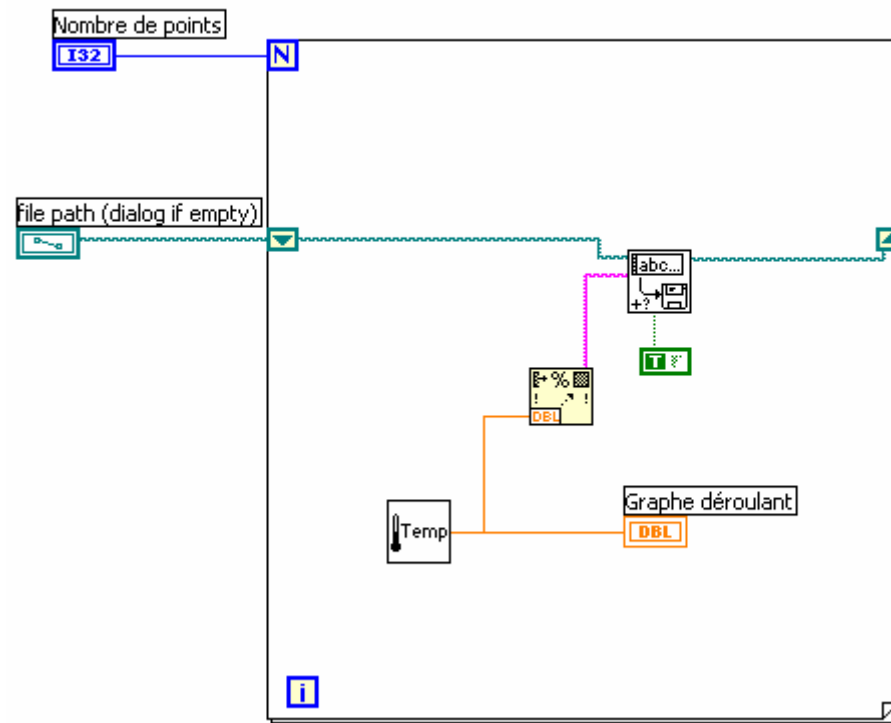 Nombre de points
I32
N
file path (dialog if empty)
abc...
+?
T
%
! !
DBL
Temp
Graphe déroulant
DBL
i